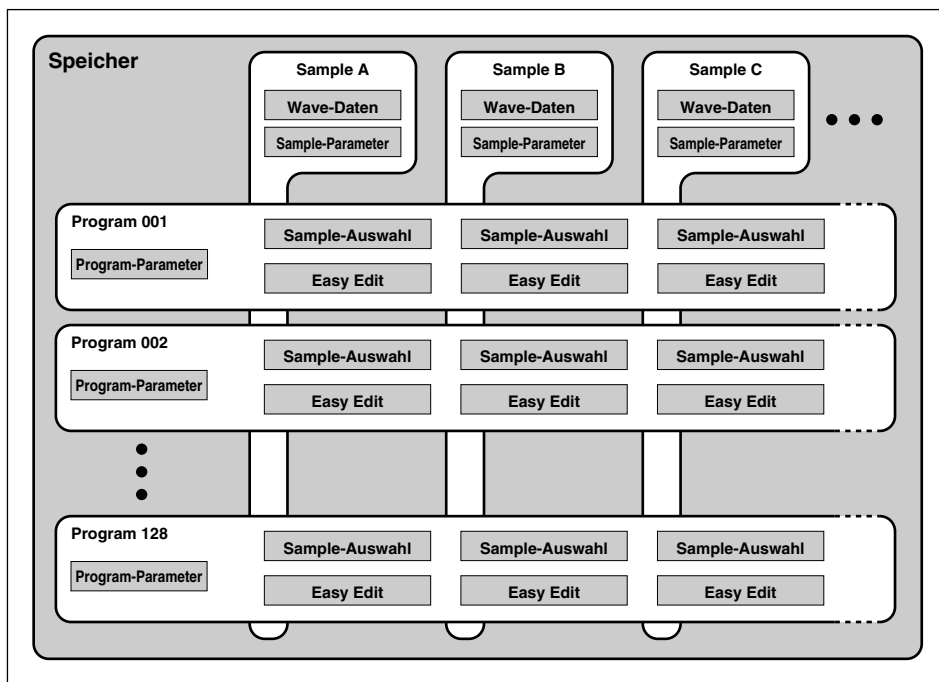 Speicher
Sample A
Sample B
Sample C
Wave-Daten
Wave-Daten
Wave-Daten
Sample-Parameter
Sample-Parameter
Sample-Parameter
Program 001
Sample-Auswahl
Sample-Auswahl
Sample-Auswahl
Program-Parameter
Easy Edit
Easy Edit
Easy Edit
Program 002
Sample-Auswahl
Sample-Auswahl
Sample-Auswahl
Program-Parameter
Easy Edit
Easy Edit
Easy Edit
Program 128
Sample-Auswahl
Sample-Auswahl
Sample-Auswahl
Program-Parameter
Easy Edit
Easy Edit
Easy Edit